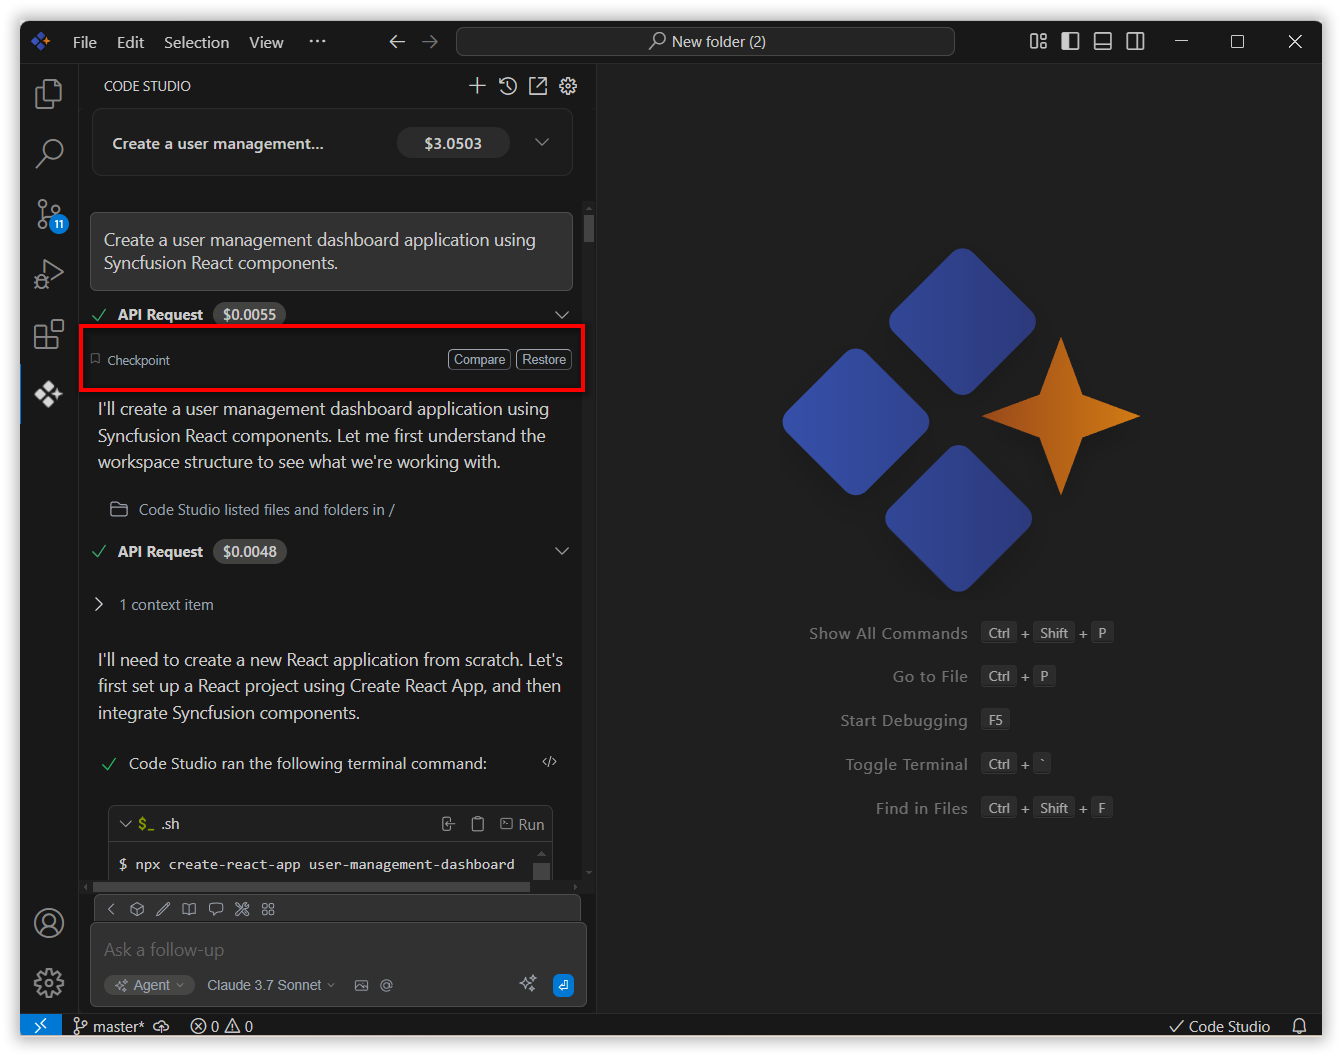 File Edit Selection View ···
New folder (2)
CODE STUDIO
Create a user management... $3.0503
11
Create a user management dashboard application using
Syncfusion React components.
API Request $0.0055
Checkpoint Compare Restore
I'll create a user management dashboard application using
Syncfusion React components. Let me first understand the
workspace structure to see what we're working with.
Code Studio listed files and folders in /
API Request $0.0048
1 context item
I'll need to create a new React application from scratch. Let's
first set up a React project using Create React App, and then
integrate Syncfusion components.
Code Studio ran the following terminal command:
$_ .sh Run
$ npx create-react-app user-management-dashboard
Ask a follow-up
Agent Claude 3.7 Sonnet
Show All Commands Ctrl + Shift + P
Go to File Ctrl + P
Start Debugging F5
Toggle Terminal Ctrl + `
Find in Files Ctrl + Shift + F
master* 0 0 Code Studio